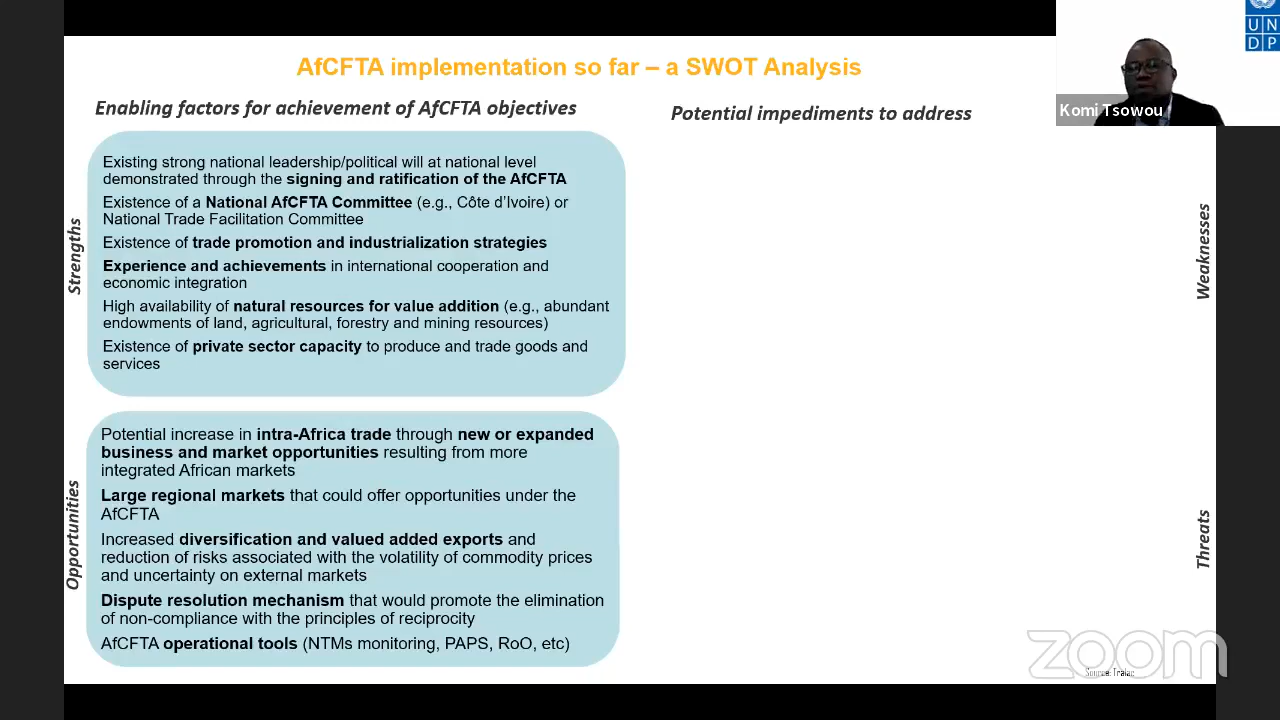 AfCFTA implementation so far – a SWOT Analysis
UN
DP
Komi Tsowou
Enabling factors for achievement of AfCFTA objectives
Potential impediments to address
Strengths
Existing strong national leadership/political will at national level
demonstrated through the signing and ratification of the AfCFTA
Existence of a National AfCFTA Committee (e.g., Côte d’Ivoire) or
National Trade Facilitation Committee
Existence of trade promotion and industrialization strategies
Experience and achievements in international cooperation and
economic integration
High availability of natural resources for value addition (e.g., abundant
endowments of land, agricultural, forestry and mining resources)
Existence of private sector capacity to produce and trade goods and
services
Weaknesses
Opportunities
Potential increase in intra-Africa trade through new or expanded
business and market opportunities resulting from more
integrated African markets
Large regional markets that could offer opportunities under the
AfCFTA
Increased diversification and valued added exports and
reduction of risks associated with the volatility of commodity prices
and uncertainty on external markets
Dispute resolution mechanism that would promote the elimination
of non-compliance with the principles of reciprocity
AfCFTA operational tools (NTMs monitoring, PAPS, RoO, etc)
Threats
zoom
Source: Tralac